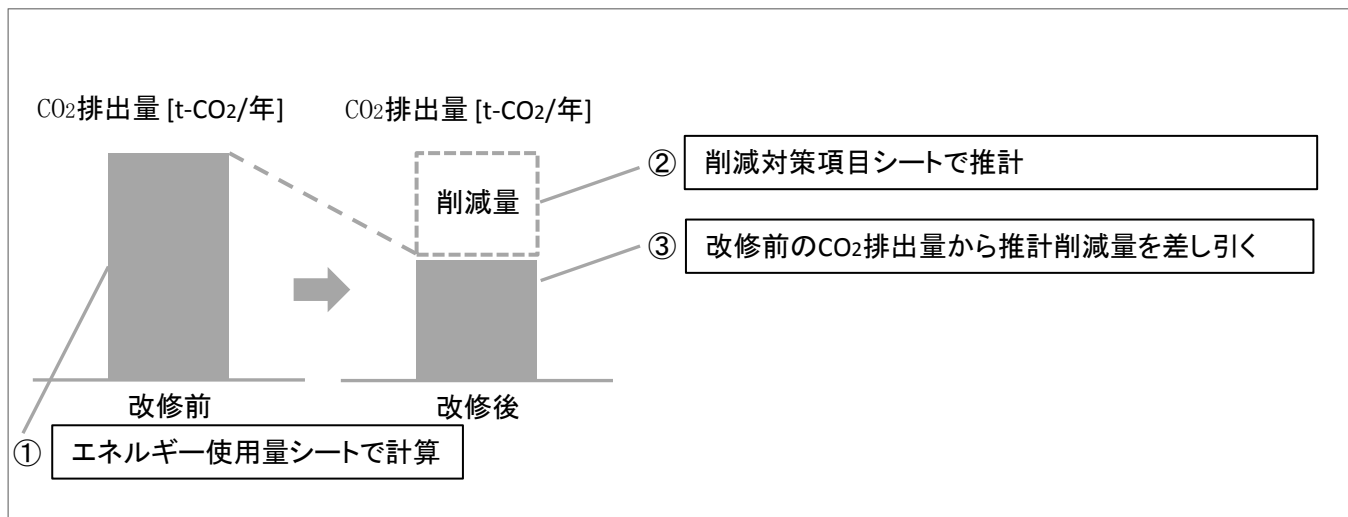 CO2排出量 [t-CO2/年]
CO2排出量 [t-CO2/年]
② 削減対策項目シートで推計
削減量
③ 改修前のCO2排出量から推計削減量を差し引く
改修前
改修後
① エネルギー使用量シートで計算